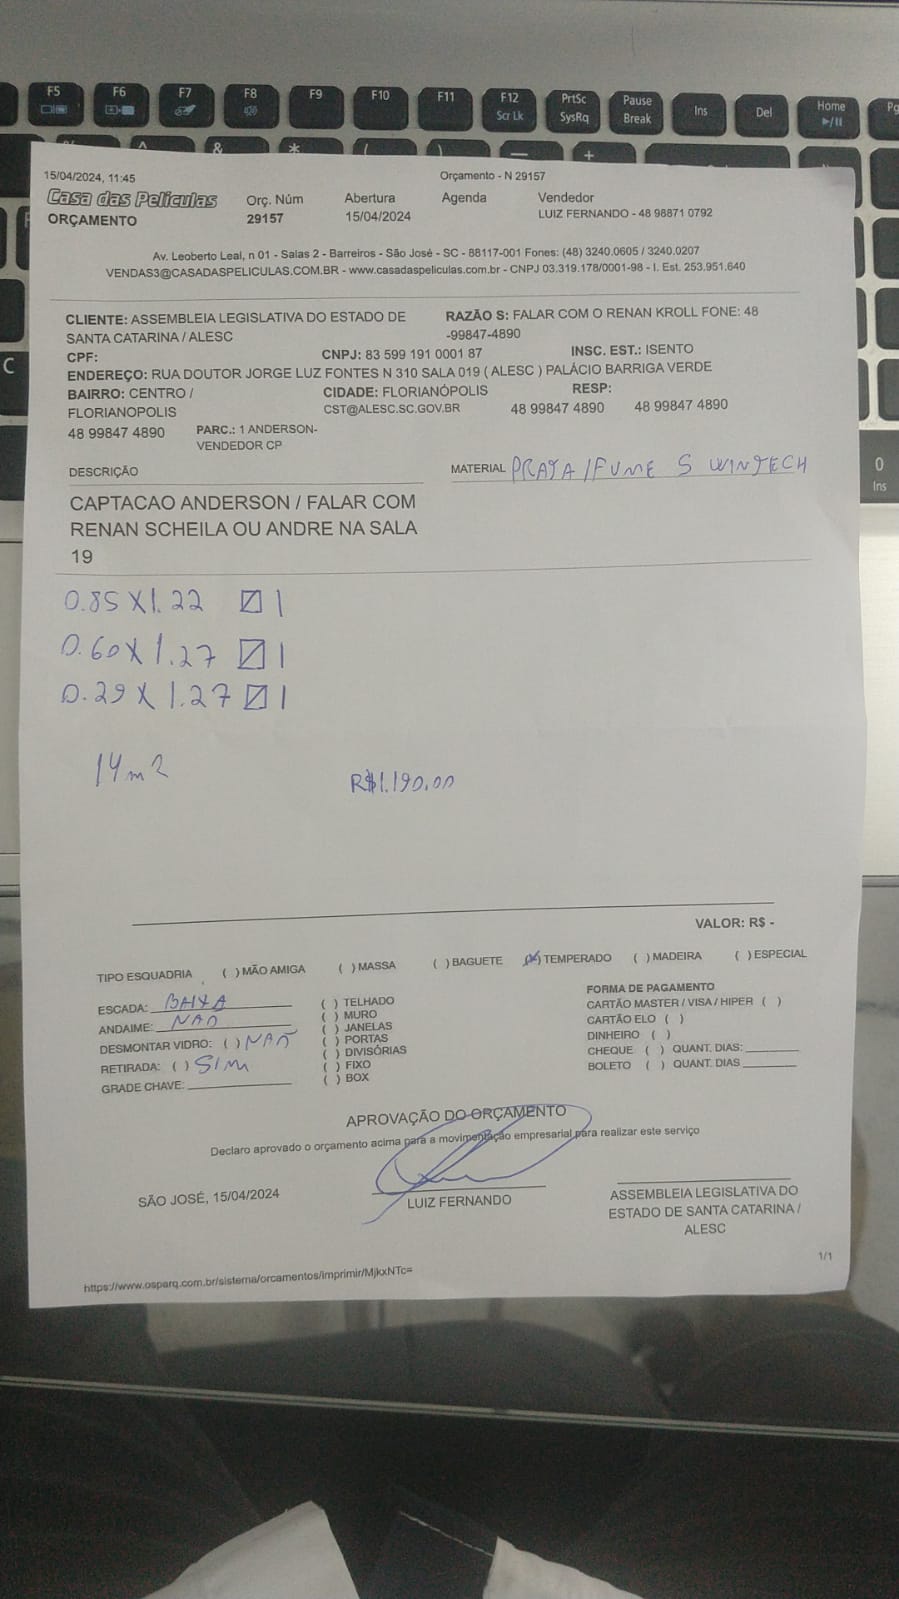 F5 F6 F7 F8 F9 F10 F11 F12 PrtSc Pause Ins Del Home
Scr Lk SysRq Break
15/04/2024, 11:45 Orçamento - N 29157
Casa das Películas Orç. Núm Abertura Agenda Vendedor
ORÇAMENTO 29157 15/04/2024 LUIZ FERNANDO - 48 98871 0792
Av. Leoberto Leal, n 01 - Salas 2 - Barreiros - São José - SC - 88117-001 Fones: (48) 3240.0605 / 3240.0207
VENDAS3@CASADASPELICULAS.COM.BR - www.casadaspeliculas.com.br - CNPJ 03.319.178/0001-98 - I. Est. 253.951.640
CLIENTE: ASSEMBLEIA LEGISLATIVA DO ESTADO DE RAZÃO S: FALAR COM O RENAN KROLL FONE: 48
SANTA CATARINA / ALESC -99847-4890
CPF: CNPJ: 83 599 191 0001 87 INSC. EST.: ISENTO
ENDEREÇO: RUA DOUTOR JORGE LUZ FONTES N 310 SALA 019 ( ALESC ) PALÁCIO BARRIGA VERDE
BAIRRO: CENTRO / CIDADE: FLORIANÓPOLIS RESP:
FLORIANOPOLIS CST@ALESC.SC.GOV.BR 48 99847 4890 48 99847 4890
48 99847 4890 PARC.: 1 ANDERSON-
VENDEDOR CP
DESCRIÇÃO MATERIAL PRATA/FUME S WINTECH
CAPTACAO ANDERSON / FALAR COM
RENAN SCHEILA OU ANDRE NA SALA
19
0.85 X 1.22 1
0.60 X 1.27 1
0.29 X 1.27 1
14m2 R$1.190.00
VALOR: R$ -
TIPO ESQUADRIA ( ) MÃO AMIGA ( ) MASSA ( ) BAGUETE (X) TEMPERADO ( ) MADEIRA ( ) ESPECIAL
ESCADA: BAIXA
ANDAIME: NAO
DESMONTAR VIDRO: ( ) NAO
RETIRADA: ( ) SIM
GRADE CHAVE:
( ) TELHADO
( ) MURO
( ) JANELAS
( ) PORTAS
( ) DIVISÓRIAS
( ) FIXO
( ) BOX
FORMA DE PAGAMENTO
CARTÃO MASTER / VISA / HIPER ( )
CARTÃO ELO ( )
DINHEIRO ( )
CHEQUE ( ) QUANT. DIAS:
BOLETO ( ) QUANT. DIAS
APROVAÇÃO DO ORÇAMENTO
Declaro aprovado o orçamento acima para a movimentação empresarial para realizar este serviço
SÃO JOSÉ, 15/04/2024 LUIZ FERNANDO ASSEMBLEIA LEGISLATIVA DO
ESTADO DE SANTA CATARINA /
ALESC
1/1
https://www.osparq.com.br/sistema/orcamentos/imprimir/MjkxNTc=